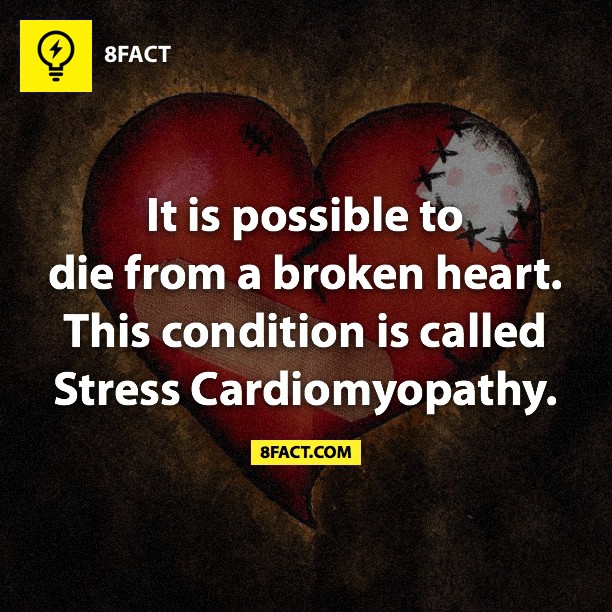 8FACT
It is possible to
die from a broken heart.
This condition is called
Stress Cardiomyopathy.
8FACT.COM